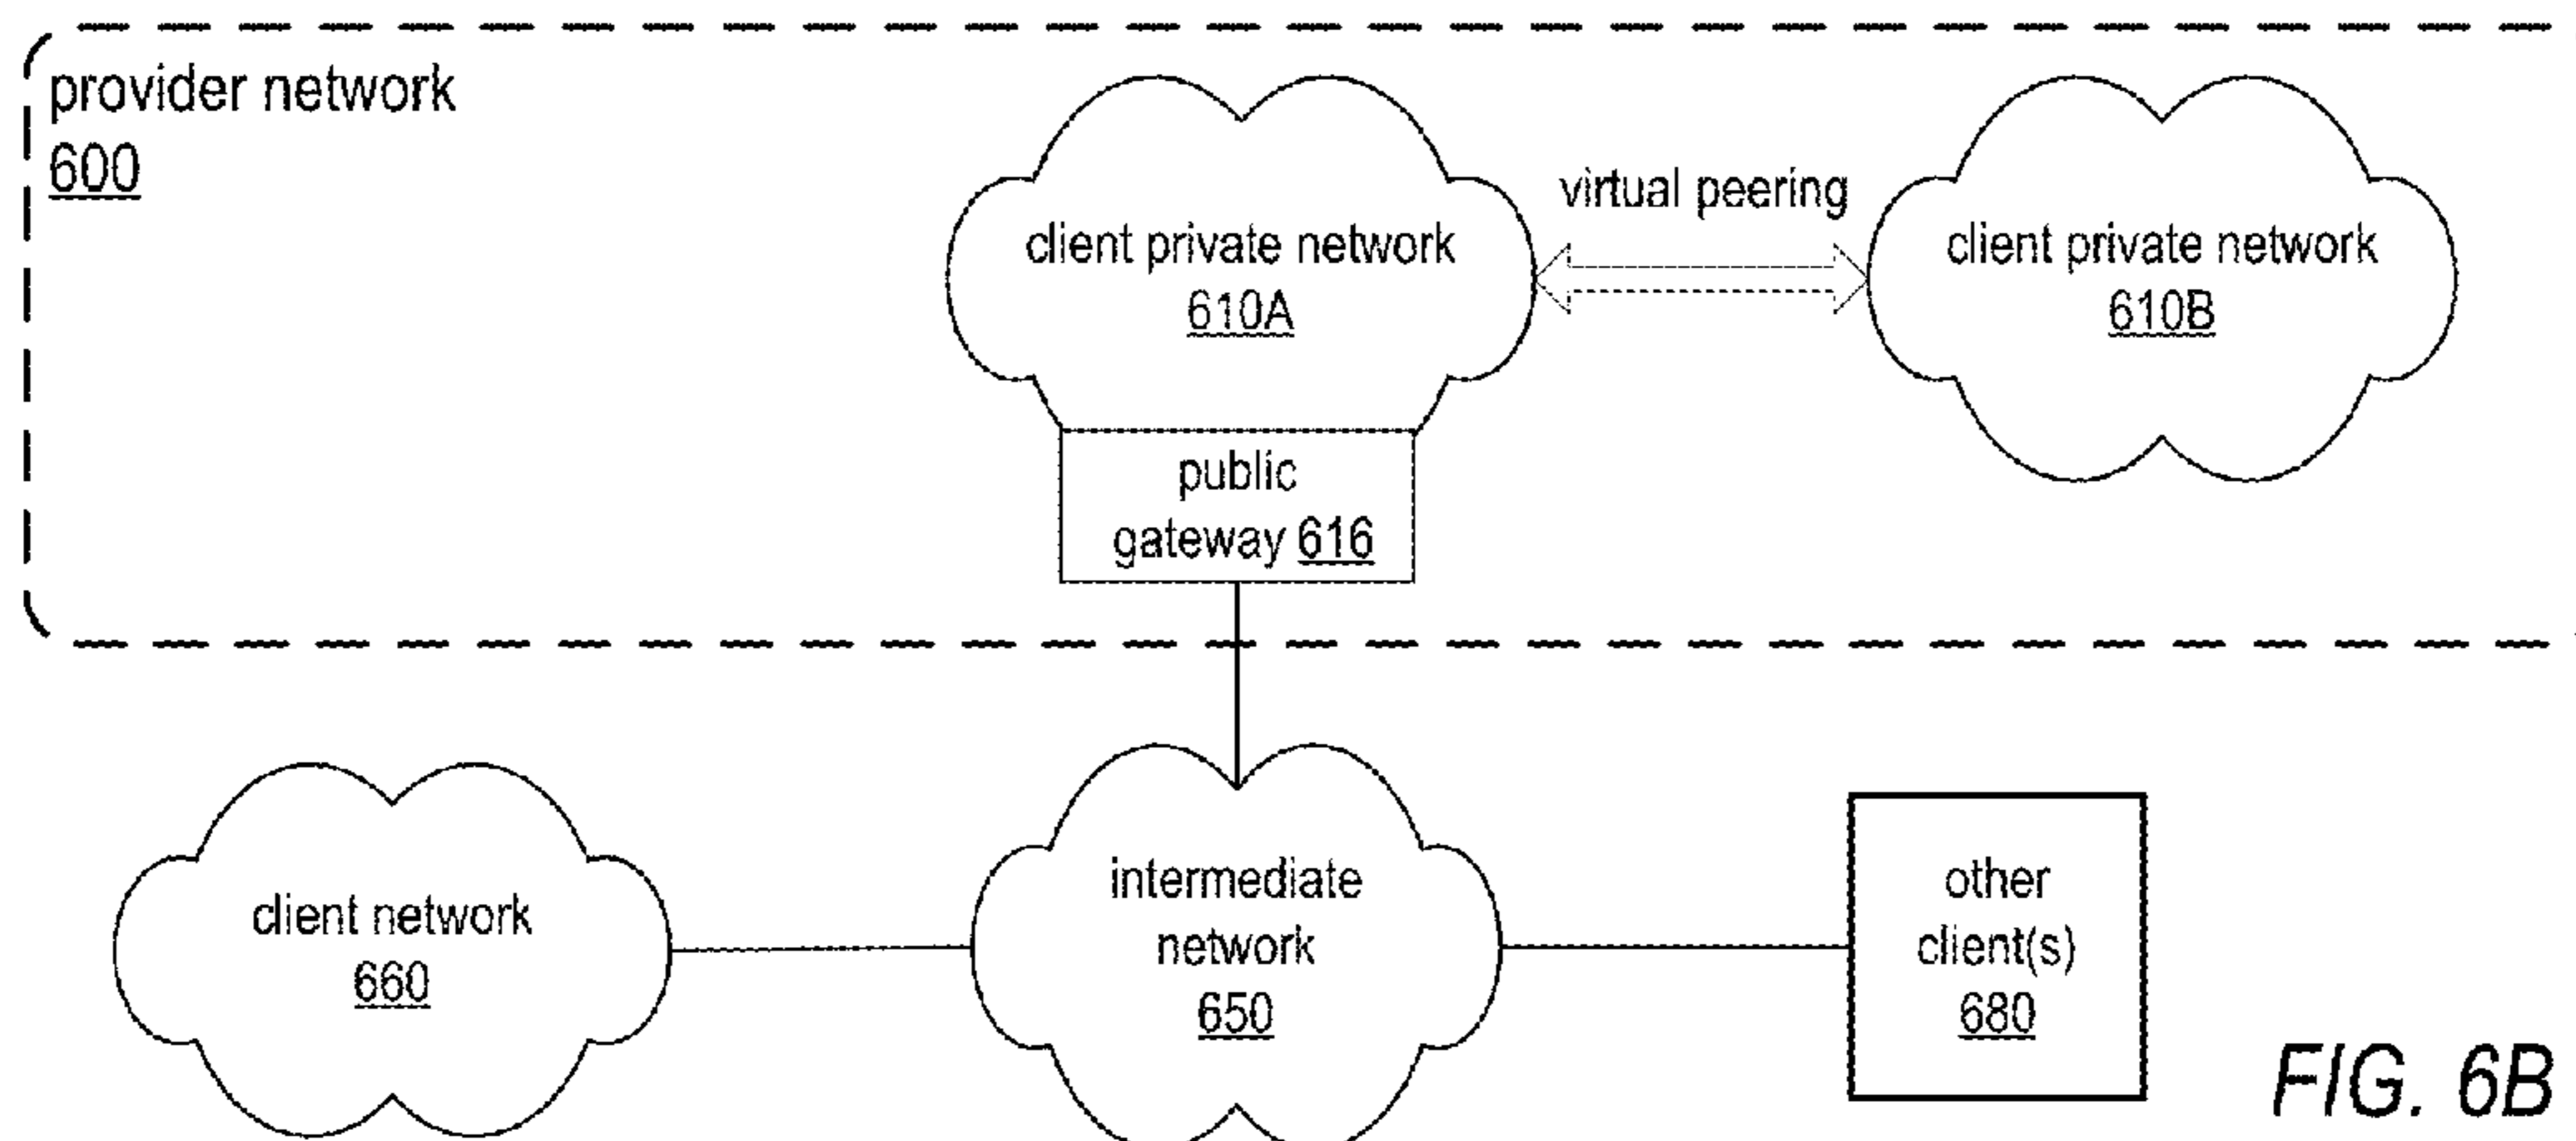 provider network
600
client private network
610A
virtual peering
client private network
610B
public
gateway 616
client network
660
intermediate
network
650
other
client(s)
680
FIG. 6B